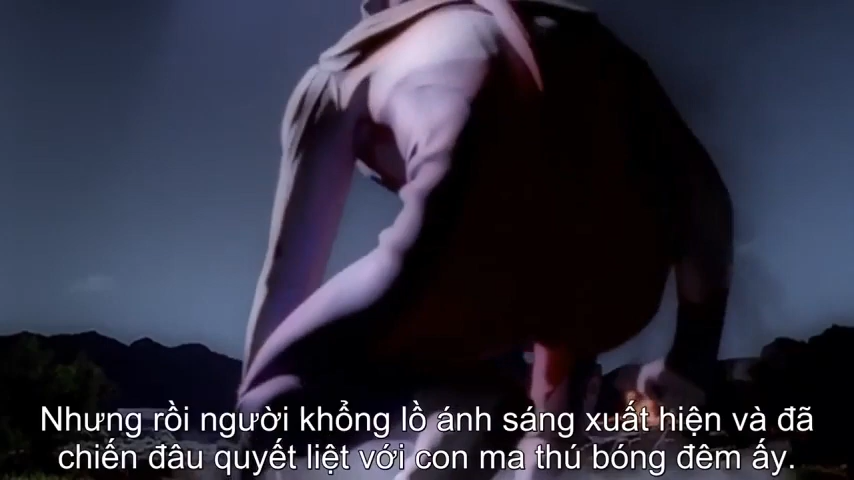 Nhưng rồi người khổng lồ ánh sáng xuất hiện và đã
chiến đâu quyết liệt với con ma thú bóng đêm ấy.